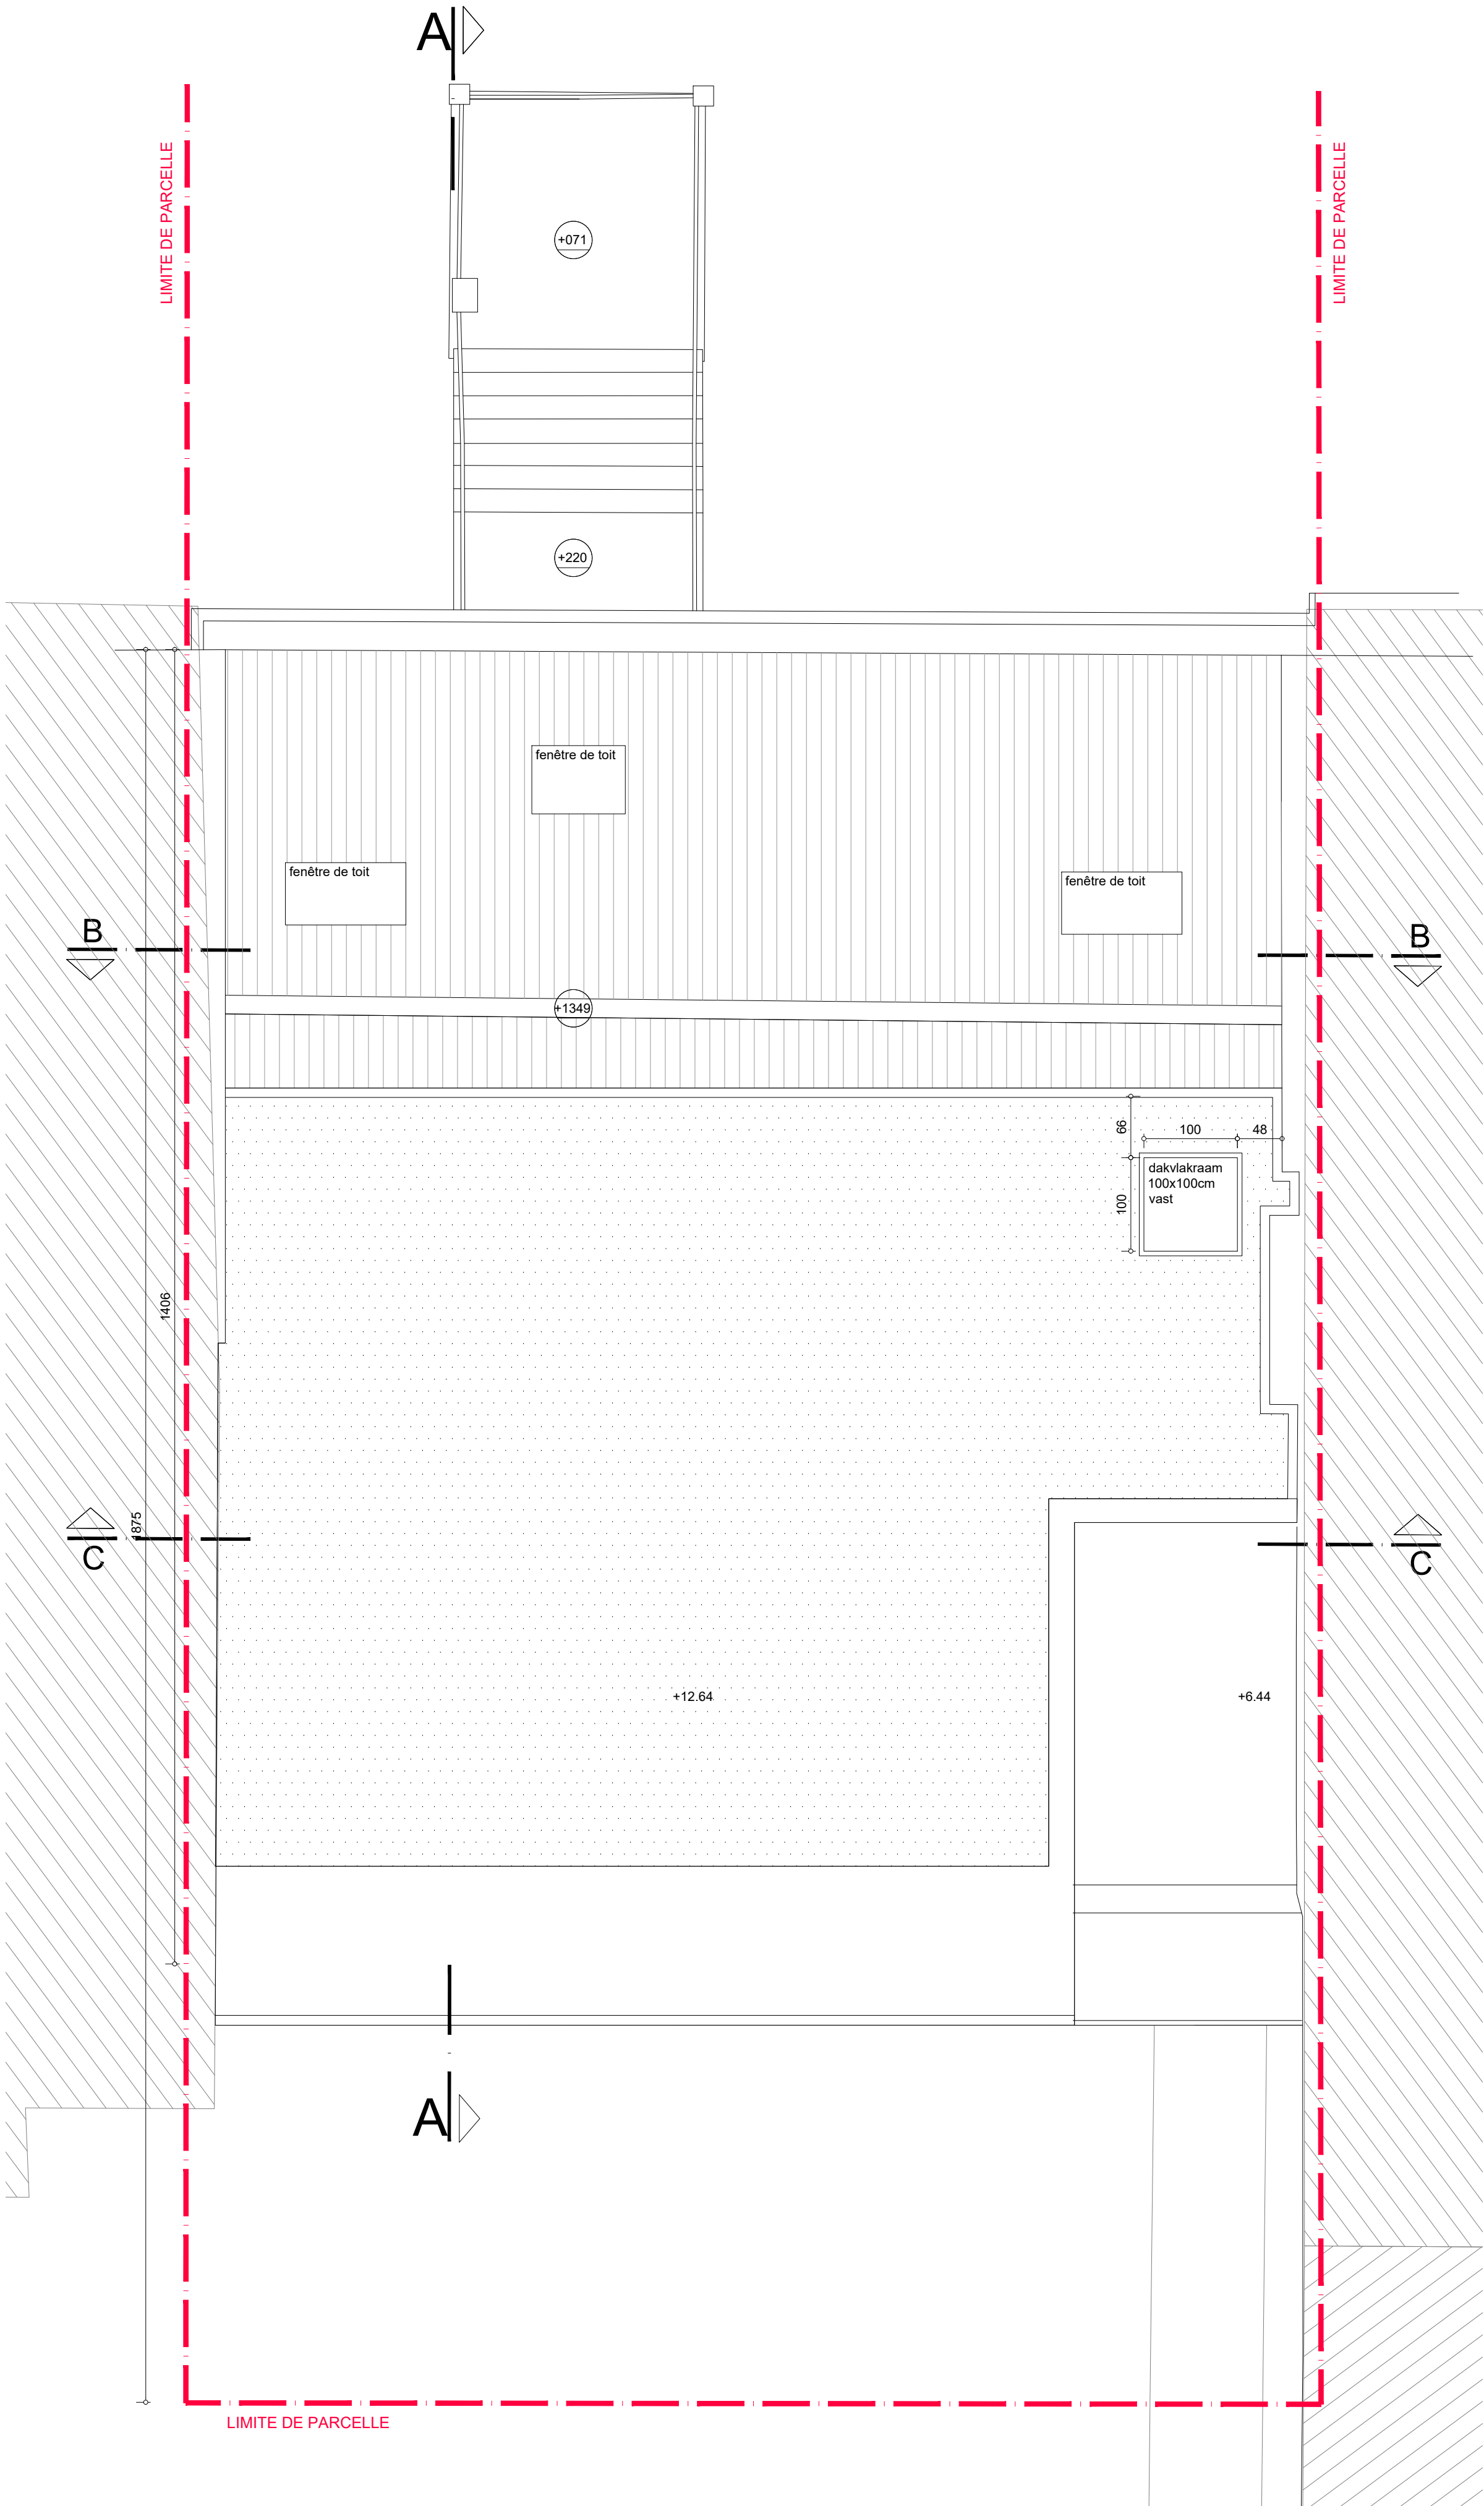 A
LIMITE DE PARCELLE
LIMITE DE PARCELLE
+071
+220
fenêtre de toit
fenêtre de toit
fenêtre de toit
B
B
+1349
66
100
48
dakvlakraam
100x100cm
vast
100
1406
1875
C
C
+12.64
+6.44
A
LIMITE DE PARCELLE